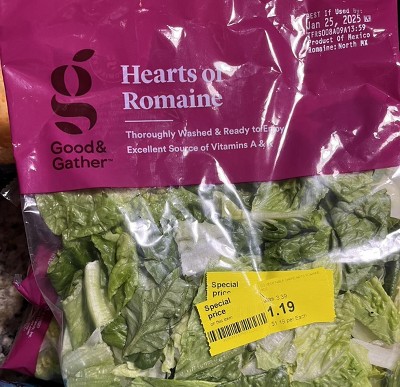 BEST If Used by:
Jan 25, 2025
Product Of Mexico
Romaine: North MX
g
Hearts of
Romaine
Thoroughly Washed & Ready to Enjoy
Excellent Source of Vitamins A &
Good &
Gather™
Special
Price
Special
Price
1.19